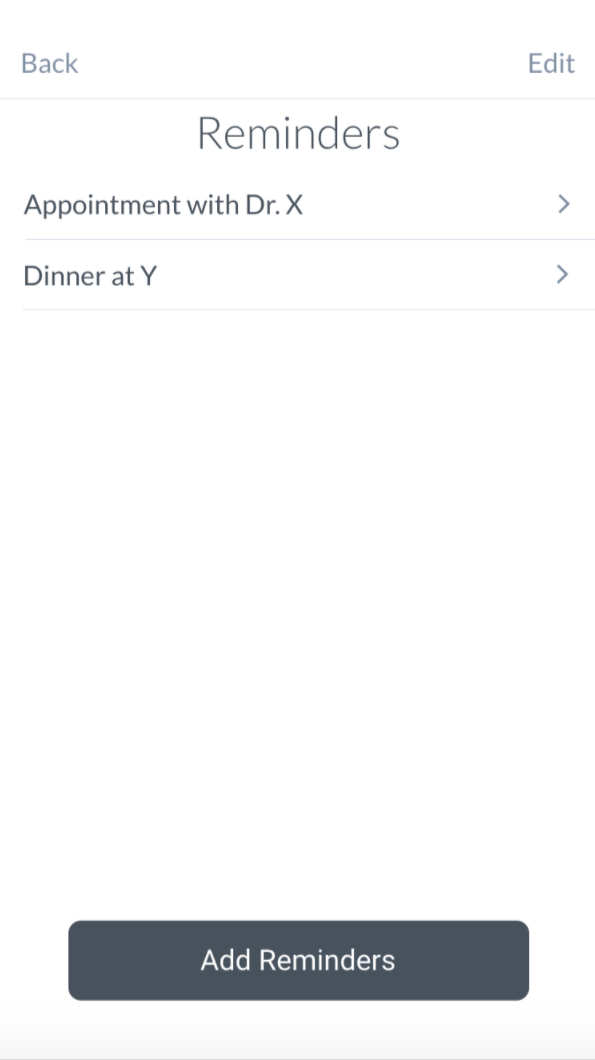 Back Edit
Reminders
Appointment with Dr. X
Dinner at Y
Add Reminders